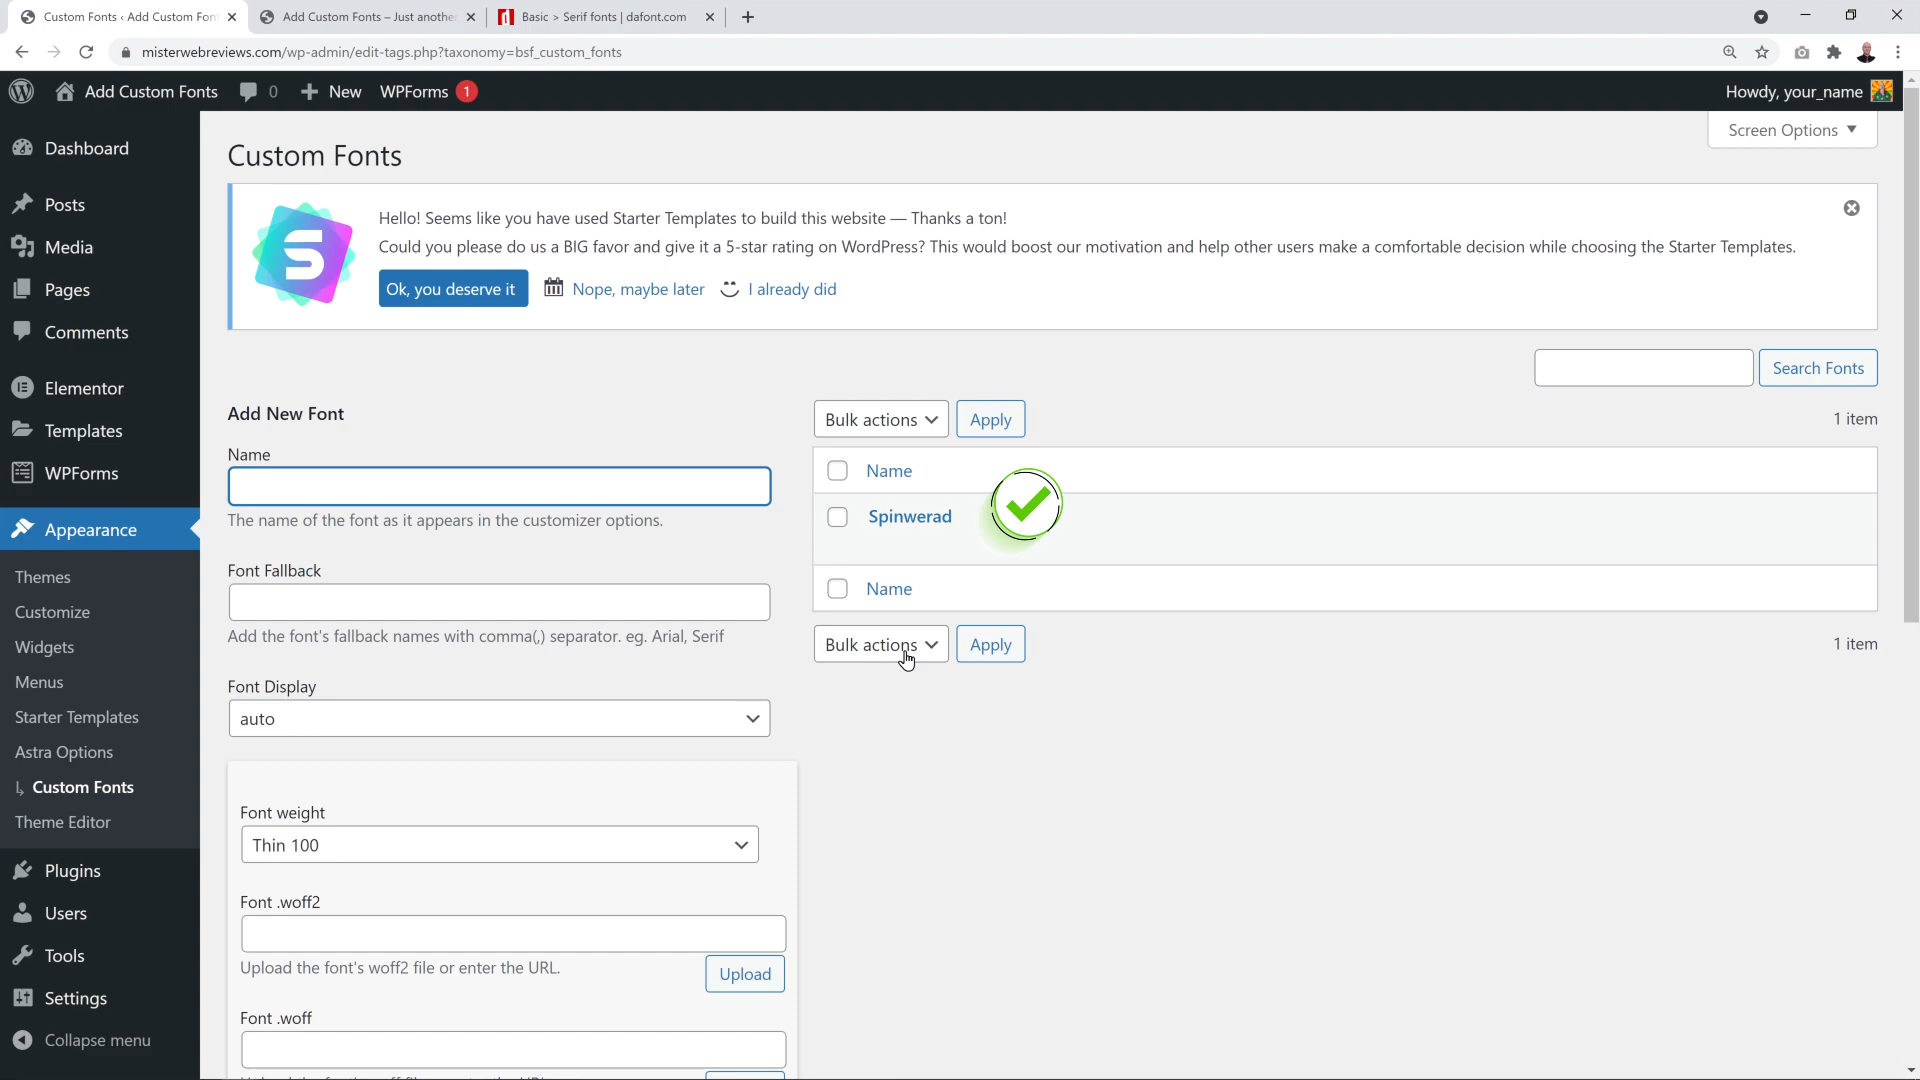 Custom Fonts ‹ Add Custom Fon
Add Custom Fonts – Just another
Basic > Serif fonts | dafont.com
misterwebreviews.com/wp-admin/edit-tags.php?taxonomy=bsf_custom_fonts
Add Custom Fonts
0
New
WPForms
1
Howdy, your_name
Dashboard
Posts
Media
Pages
Comments
Elementor
Templates
WPForms
Appearance
Themes
Customize
Widgets
Menus
Starter Templates
Astra Options
Custom Fonts
Theme Editor
Plugins
Users
Tools
Settings
Collapse menu
Screen Options
Custom Fonts
S
Hello! Seems like you have used Starter Templates to build this website — Thanks a ton!
Could you please do us a BIG favor and give it a 5-star rating on WordPress? This would boost our motivation and help other users make a comfortable decision while choosing the Starter Templates.
Ok, you deserve it
Nope, maybe later
I already did
Search Fonts
Add New Font
Name
The name of the font as it appears in the customizer options.
Font Fallback
Add the font's fallback names with comma(,) separator. eg. Arial, Serif
Font Display
auto
Font weight
Thin 100
Font .woff2
Upload the font's woff2 file or enter the URL.
Upload
Font .woff
Bulk actions
Apply
1 item
Name
Spinwerad
Name
Bulk actions
Apply
1 item